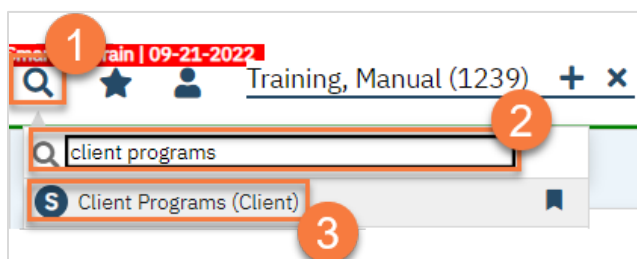 1
rain | 09-21-2022
Training, Manual (1239)
2
client programs
S Client Programs (Client)
3